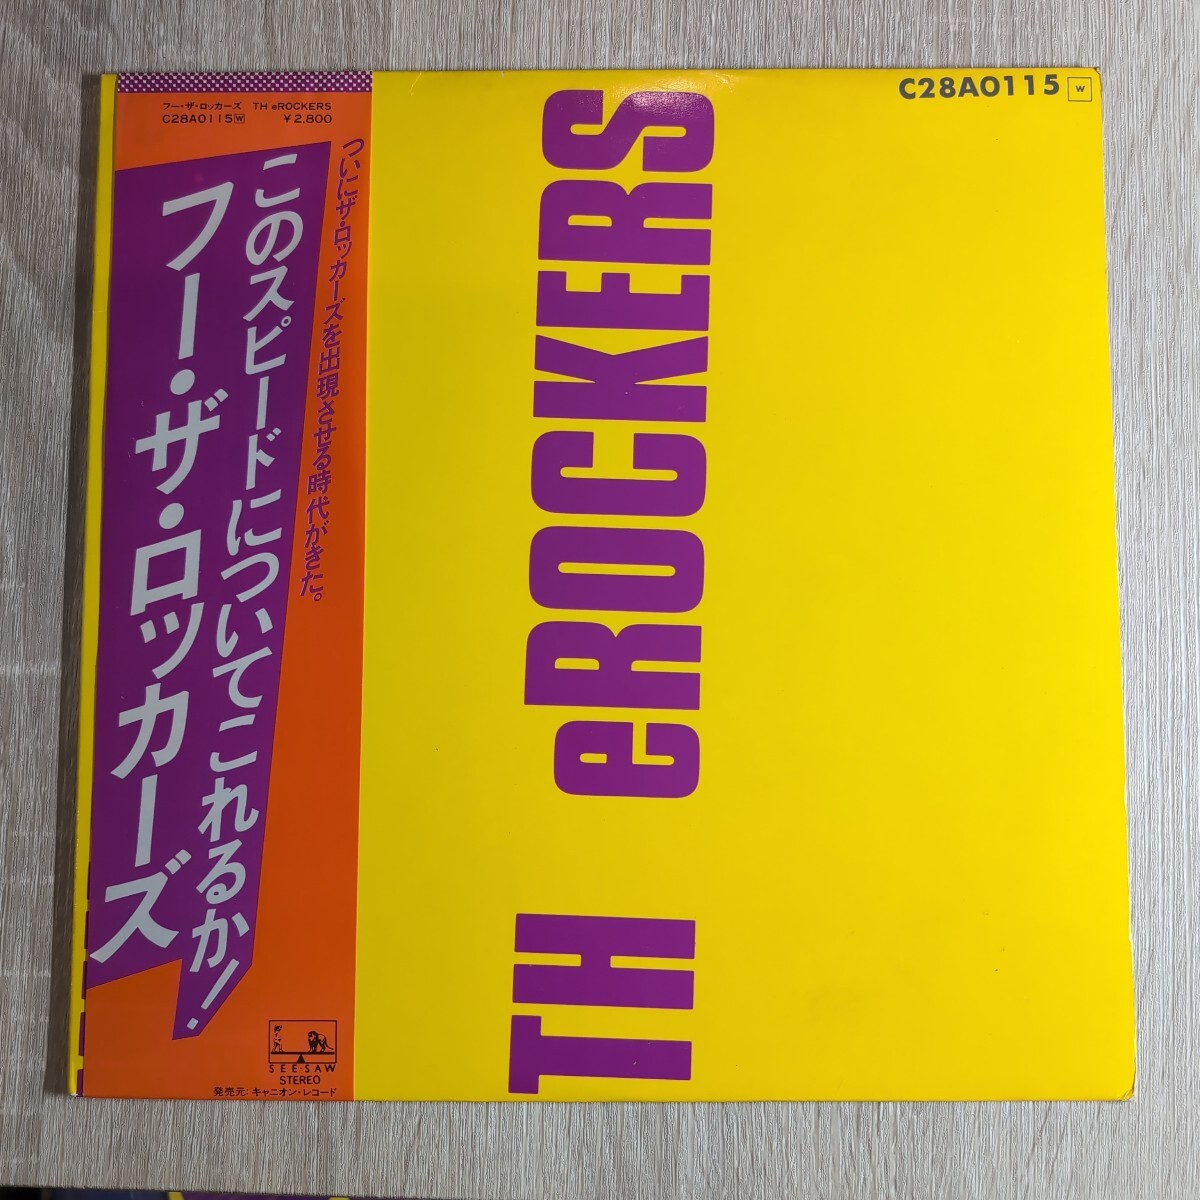 フー・ザ・ロッカーズ TH eROCKERS
C28A0115 W ¥2,800
ついにザ・ロッカーズを出現させる時代がきた。
このスピードについてこれるか!
フー・ザ・ロッカーズ
SEE·SAW
STEREO
発売元:キャニオン・レコード
C28A0115 W
TH eROCKERS